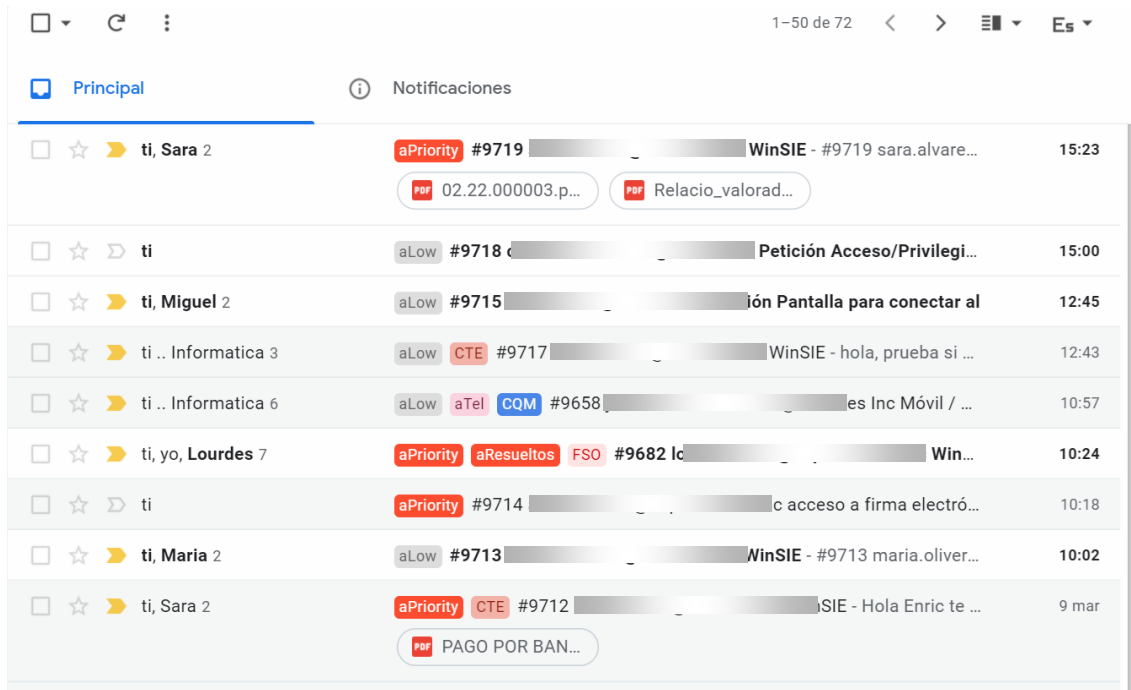 1–50 de 72 Es
Principal Notificaciones
ti, Sara 2 aPriority #9719 WinSIE - #9719 sara.alvare... 15:23
PDF 02.22.000003.p... PDF Relacio_valorad...
ti aLow #9718 Petición Acceso/Privilegi... 15:00
ti, Miguel 2 aLow #9715 ión Pantalla para conectar al 12:45
ti .. Informatica 3 aLow CTE #9717 WinSIE - hola, prueba si ... 12:43
ti .. Informatica 6 aLow aTel CQM #9658 es Inc Móvil / ... 10:57
ti, yo, Lourdes 7 aPriority aResueltos FSO #9682 lo Win... 10:24
ti aPriority #9714 c acceso a firma electró... 10:18
ti, Maria 2 aLow #9713 WinSIE - #9713 maria.oliver... 10:02
ti, Sara 2 aPriority CTE #9712 SIE - Hola Enric te ... 9 mar
PDF PAGO POR BAN...